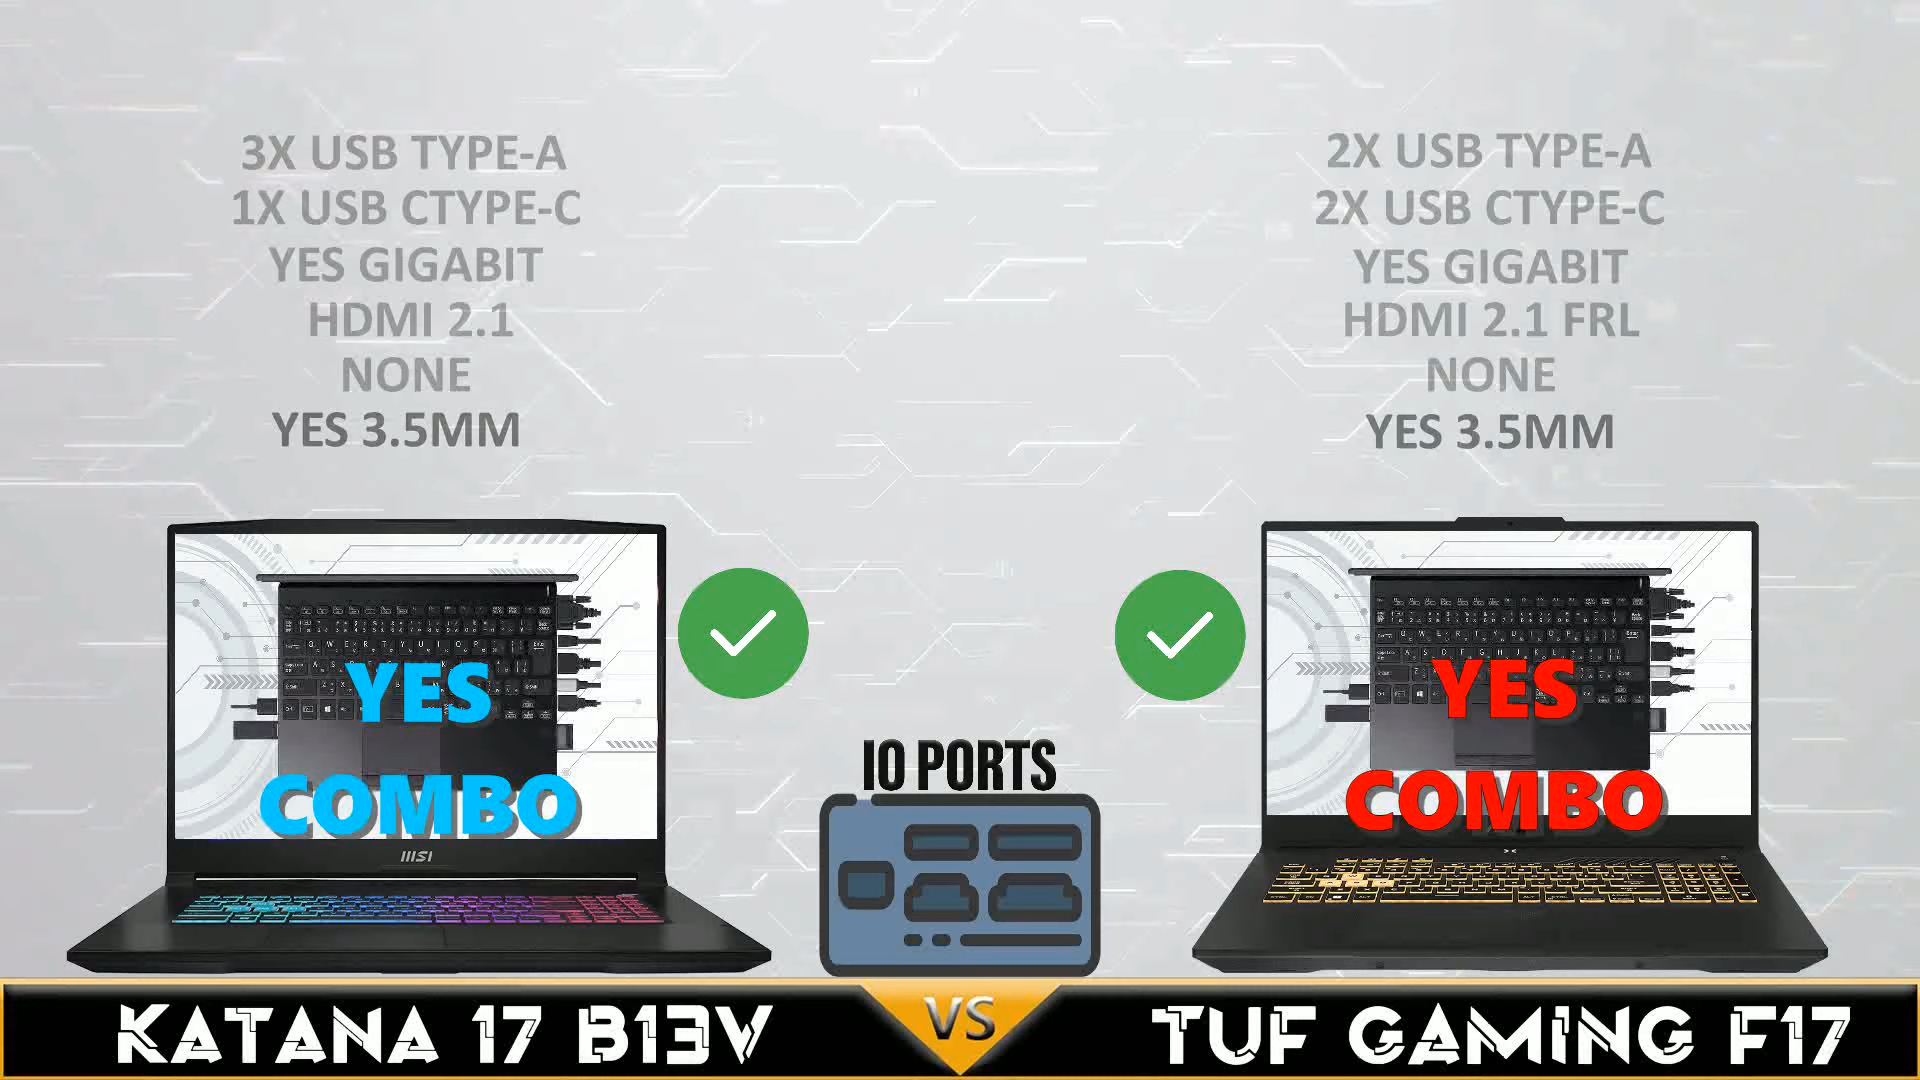 3X USB TYPE-A
1X USB CTYPE-C
YES GIGABIT
HDMI 2.1
NONE
YES 3.5MM
2X USB TYPE-A
2X USB CTYPE-C
YES GIGABIT
HDMI 2.1 FRL
NONE
YES 3.5MM
YES
COMBO
msi
YES
COMBO
IO PORTS
KATANA 17 B13V
VS
TUF GAMING F17